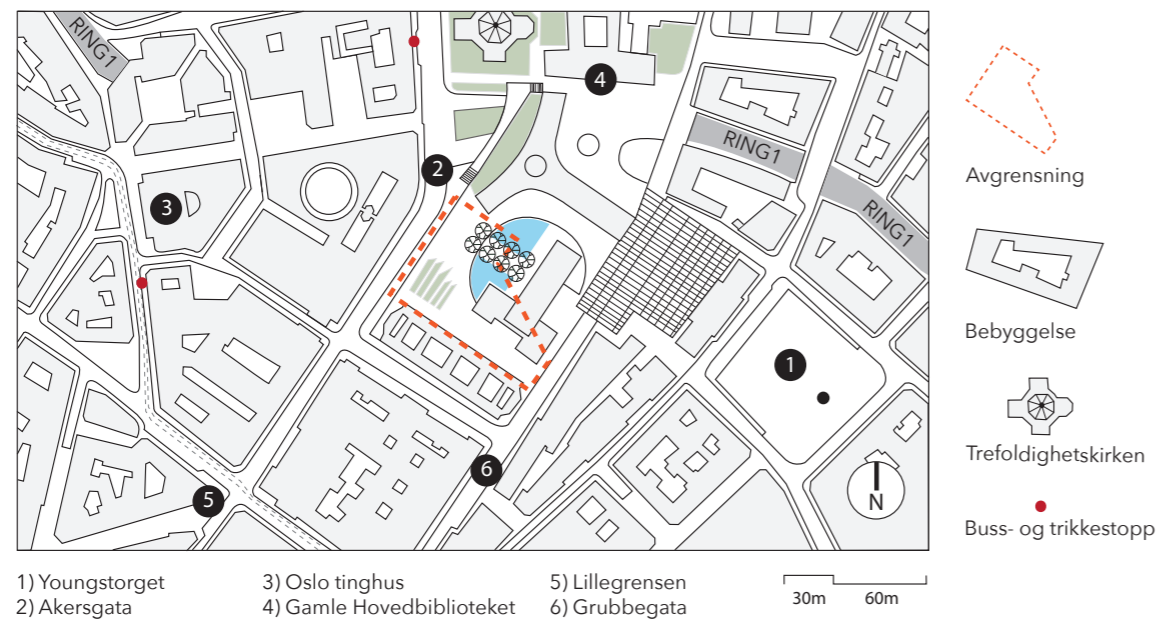 RING1
4
RING1
2
3
RING1
1
6
5
N
Avgrensning
Bebyggelse
Trefoldighetskirken
Buss- og trikkestopp
1) Youngstorget
2) Akersgata
3) Oslo tinghus
4) Gamle Hovedbiblioteket
5) Lillegrensen
6) Grubbegata
30m 60m